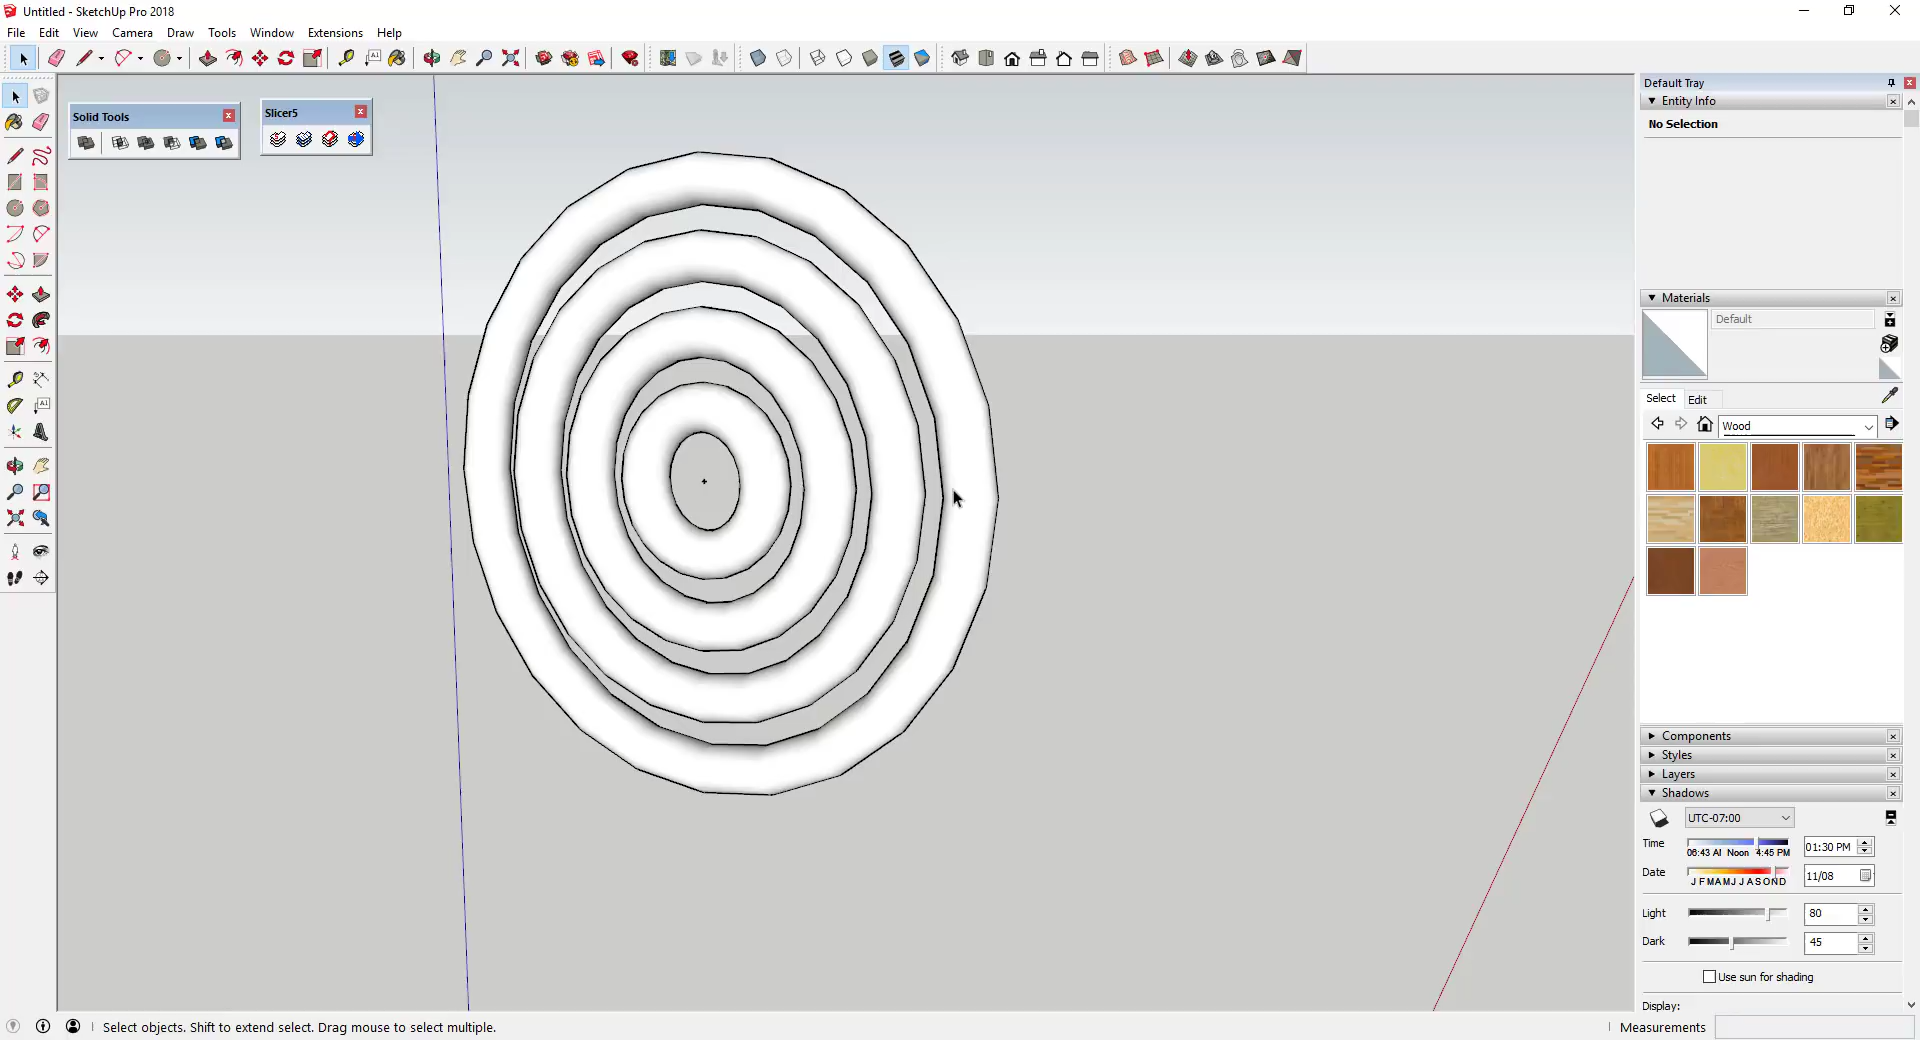 Untitled - SketchUp Pro 2018
File Edit View Camera Draw Tools Window Extensions Help
Default Tray
Solid Tools
Slicer5
Entity Info
No Selection
Materials
Default
Select Edit
Wood
Components
Styles
Layers
Shadows
UTC-07:00
Time
06:43 AI Noon 4:45 PM
01:30 PM
Date
J F M A M J J A S O N D
11/08
Light
80
Dark
45
Use sun for shading
Display:
Select objects. Shift to extend select. Drag mouse to select multiple.
Measurements